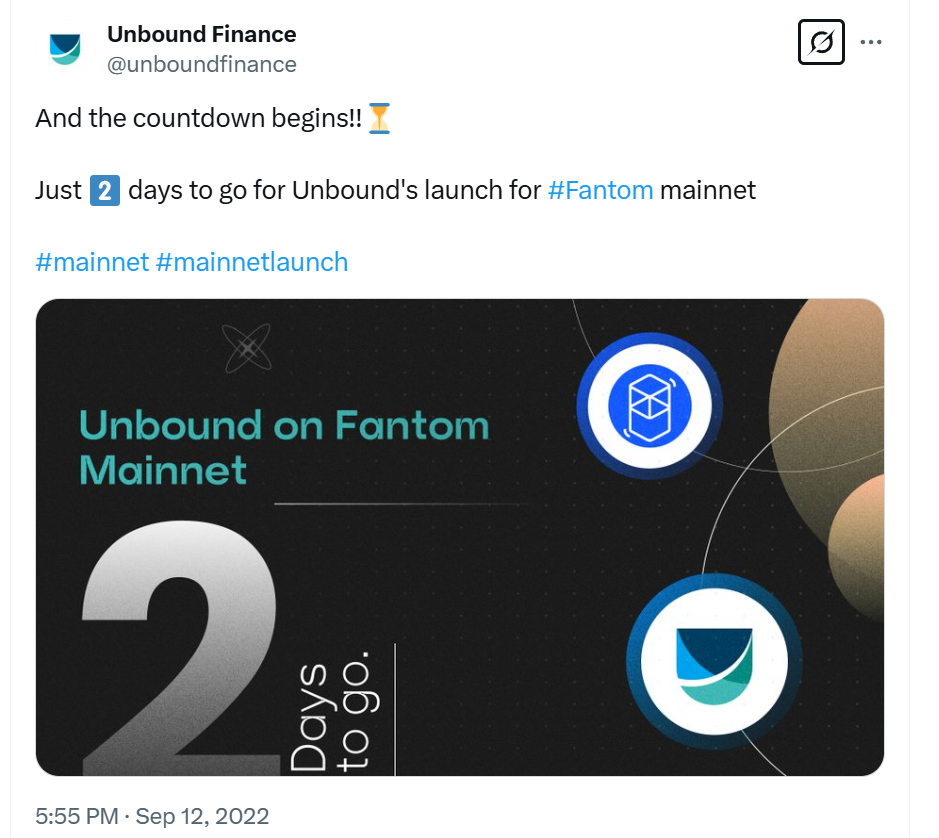 Unbound Finance
@unboundfinance
And the countdown begins!!⏳
Just 2️⃣ days to go for Unbound's launch for #Fantom mainnet
#mainnet #mainnetlaunch
Unbound on Fantom
Mainnet
2
Days
to go.
5:55 PM · Sep 12, 2022